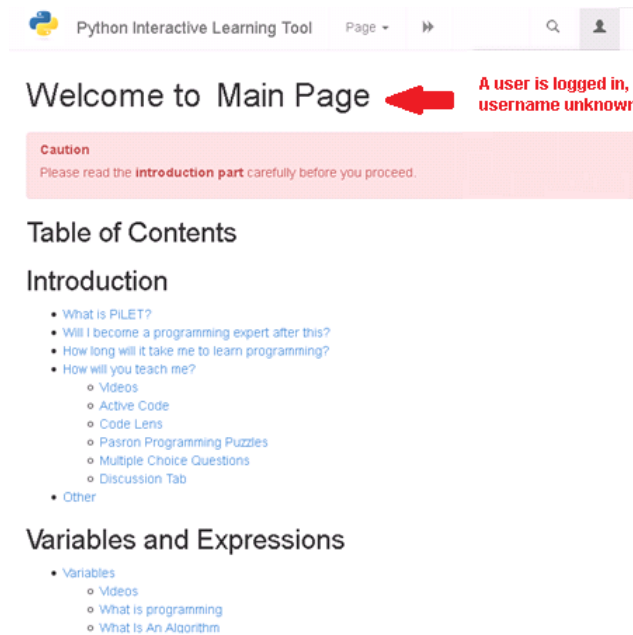 Python Interactive Learning Tool Page
Welcome to Main Page
A user is logged in,
username unknown
Caution
Please read the introduction part carefully before you proceed.
Table of Contents
Introduction
What is PiLET?
Will I become a programming expert after this?
How long will it take me to learn programming?
How will you teach me?
Videos
Active Code
Code Lens
Pasron Programming Puzzles
Multiple Choice Questions
Discussion Tab
Other
Variables and Expressions
Variables
Videos
What is programming
What Is An Algorithm